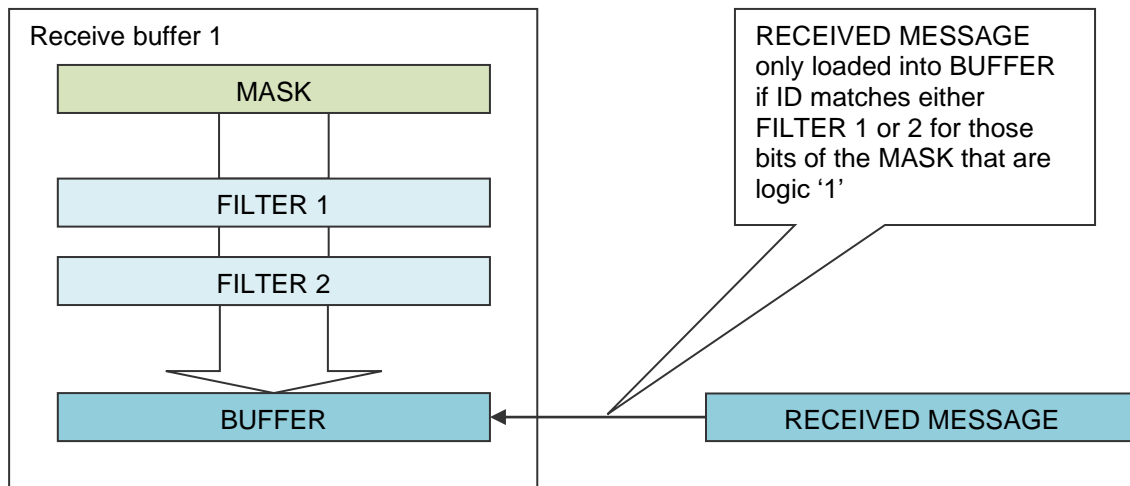 Receive buffer 1
MASK
FILTER 1
FILTER 2
BUFFER
RECEIVED MESSAGE
only loaded into BUFFER
if ID matches either
FILTER 1 or 2 for those
bits of the MASK that are
logic ‘1’
RECEIVED MESSAGE